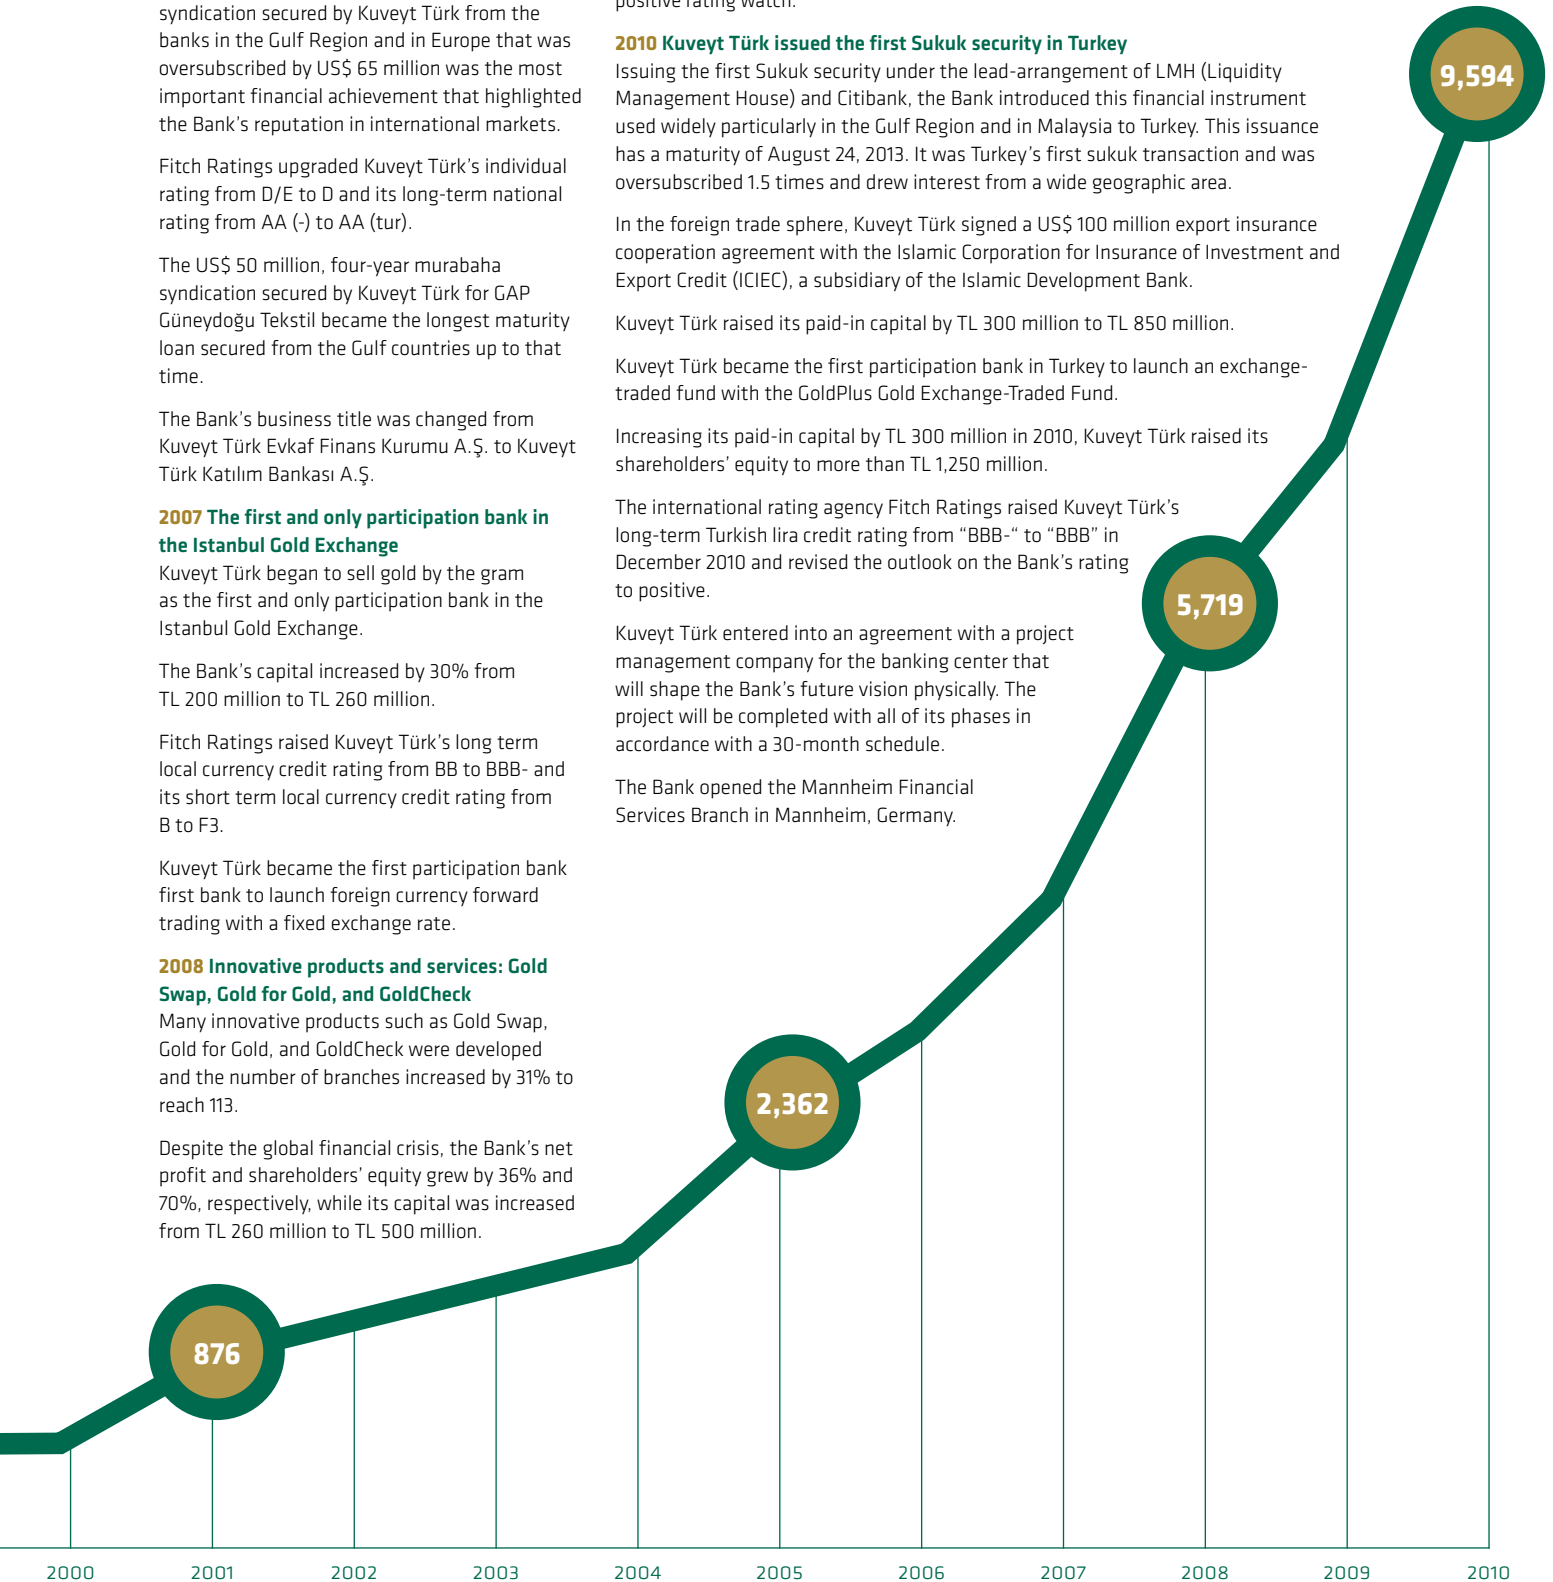 syndication secured by Kuveyt Türk from the
banks in the Gulf Region and in Europe that was
oversubscribed by US$ 65 million was the most
important financial achievement that highlighted
the Bank's reputation in international markets.
Fitch Ratings upgraded Kuveyt Türk's individual
rating from D/E to D and its long-term national
rating from AA (-) to AA (tur).
The US$ 50 million, four-year murabaha
syndication secured by Kuveyt Türk for GAP
Güneydoğu Tekstil became the longest maturity
loan secured from the Gulf countries up to that
time.
The Bank's business title was changed from
Kuveyt Türk Evkaf Finans Kurumu A.Ş. to Kuveyt
Türk Katılım Bankası A.Ş.
2007 The first and only participation bank in
the Istanbul Gold Exchange
Kuveyt Türk began to sell gold by the gram
as the first and only participation bank in the
Istanbul Gold Exchange.
The Bank's capital increased by 30% from
TL 200 million to TL 260 million.
Fitch Ratings raised Kuveyt Türk's long term
local currency credit rating from BB to BBB- and
its short term local currency credit rating from
B to F3.
Kuveyt Türk became the first participation bank
first bank to launch foreign currency forward
trading with a fixed exchange rate.
2008 Innovative products and services: Gold
Swap, Gold for Gold, and GoldCheck
Many innovative products such as Gold Swap,
Gold for Gold, and GoldCheck were developed
and the number of branches increased by 31% to
reach 113.
Despite the global financial crisis, the Bank's net
profit and shareholders' equity grew by 36% and
70%, respectively, while its capital was increased
from TL 260 million to TL 500 million.
positive rating watch.
2010 Kuveyt Türk issued the first Sukuk security in Turkey
Issuing the first Sukuk security under the lead-arrangement of LMH (Liquidity
Management House) and Citibank, the Bank introduced this financial instrument
used widely particularly in the Gulf Region and in Malaysia to Turkey. This issuance
has a maturity of August 24, 2013. It was Turkey's first sukuk transaction and was
oversubscribed 1.5 times and drew interest from a wide geographic area.
In the foreign trade sphere, Kuveyt Türk signed a US$ 100 million export insurance
cooperation agreement with the Islamic Corporation for Insurance of Investment and
Export Credit (ICIEC), a subsidiary of the Islamic Development Bank.
Kuveyt Türk raised its paid-in capital by TL 300 million to TL 850 million.
Kuveyt Türk became the first participation bank in Turkey to launch an exchange-
traded fund with the GoldPlus Gold Exchange-Traded Fund.
Increasing its paid-in capital by TL 300 million in 2010, Kuveyt Türk raised its
shareholders' equity to more than TL 1,250 million.
The international rating agency Fitch Ratings raised Kuveyt Türk's
long-term Turkish lira credit rating from “BBB-“ to “BBB” in
December 2010 and revised the outlook on the Bank's rating
to positive.
Kuveyt Türk entered into an agreement with a project
management company for the banking center that
will shape the Bank's future vision physically. The
project will be completed with all of its phases in
accordance with a 30-month schedule.
The Bank opened the Mannheim Financial
Services Branch in Mannheim, Germany.
9,594
5,719
2,362
876
2000 2001 2002 2003 2004 2005 2006 2007 2008 2009 2010